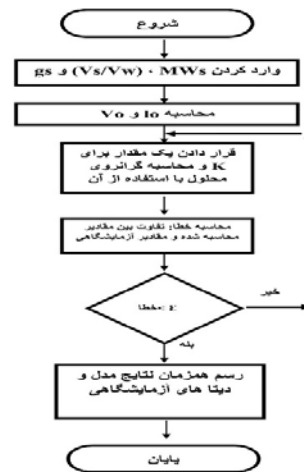 شروع
وارد کردن gs و MWs ، (Vs/Vw)
محاسبه Io و Vo
قرار دادن یک مقدار برای
K و محاسبه گرانروی
محلول با استفاده از آن
محاسبه خطا: تفاوت بین مقادیر
محاسبه شده و مقادیر آزمایشگاهی
خیر
خطا
بله
رسم همزمان نتایج مدل و
دیتا های آزمایشگاهی
پایان